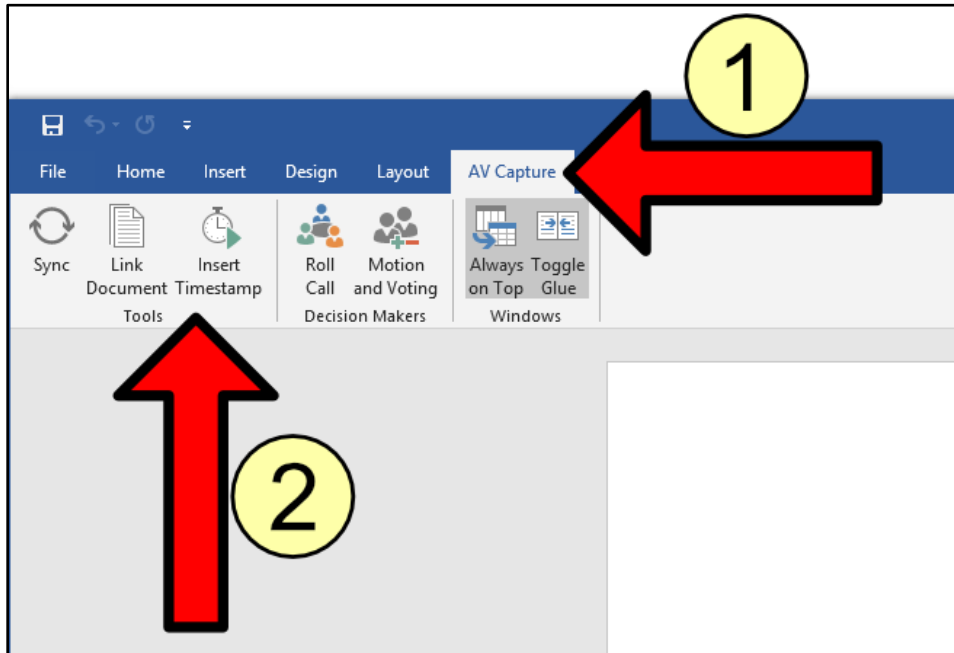 1
File Home Insert Design Layout AV Capture
Sync Link Insert Roll Motion Always Toggle
Document Timestamp Call and Voting on Top Glue
Tools Decision Makers Windows
2